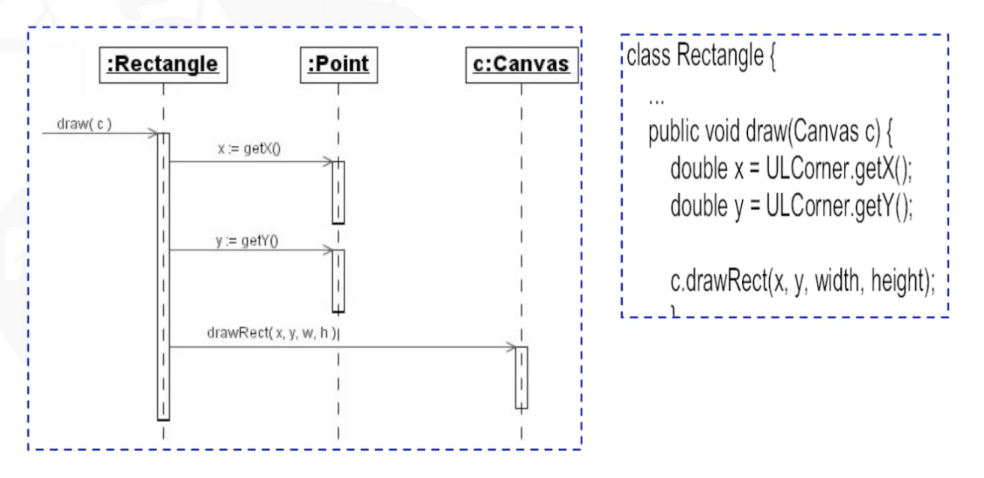 :Rectangle :Point c:Canvas
draw( c )
x := getX()
y := getY()
drawRect( x, y, w, h )
class Rectangle {
...
public void draw(Canvas c) {
double x = ULCorner.getX();
double y = ULCorner.getY();
c.drawRect(x, y, width, height);
}